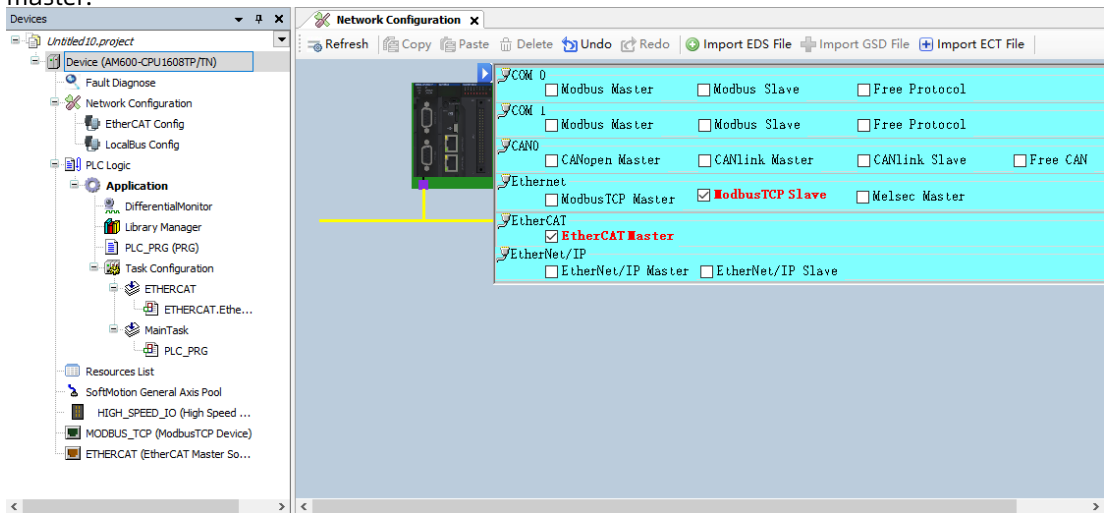 master.
Devices
Untitled10.project
Device (AM600-CPU1608TP/TN)
Fault Diagnose
Network Configuration
EtherCAT Config
LocalBus Config
PLC Logic
Application
DifferentialMonitor
Library Manager
PLC_PRG (PRG)
Task Configuration
ETHERCAT
ETHERCAT.Ethe...
MainTask
PLC_PRG
Resources List
SoftMotion General Axis Pool
HIGH_SPEED_IO (High Speed ...
MODBUS_TCP (ModbusTCP Device)
ETHERCAT (EtherCAT Master So...
Network Configuration
Refresh Copy Paste Delete Undo Redo Import EDS File Import GSD File Import ECT File
COM 0
Modbus Master Modbus Slave Free Protocol
COM 1
Modbus Master Modbus Slave Free Protocol
CAN0
CANopen Master CANlink Master CANlink Slave Free CAN
Ethernet
ModbusTCP Master ModbusTCP Slave Melsec Master
EtherCAT
EtherCAT Master
EtherNet/IP
EtherNet/IP Master EtherNet/IP Slave